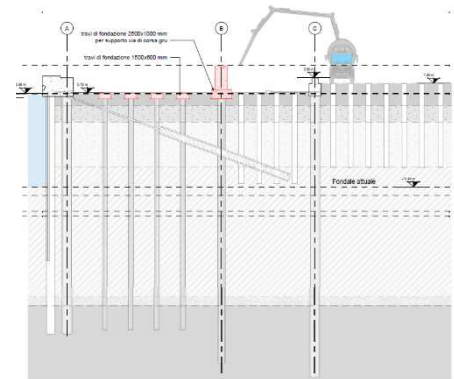 A
B
C
travi di fondazione 2500x1000 mm
per supporto via di corsa gru
travi di fondazione 1500x600 mm
Fondale attuale